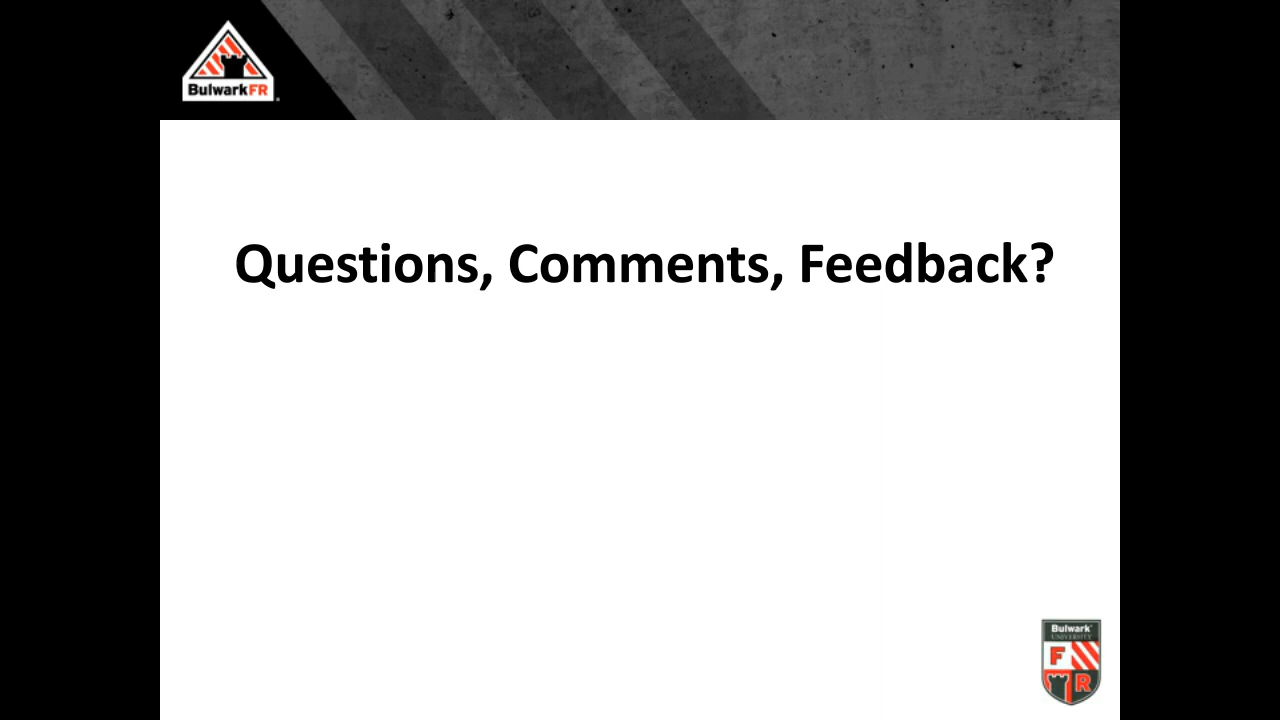 BulwarkFR
Questions, Comments, Feedback?
Bulwark
UNIVERSITY
F
R